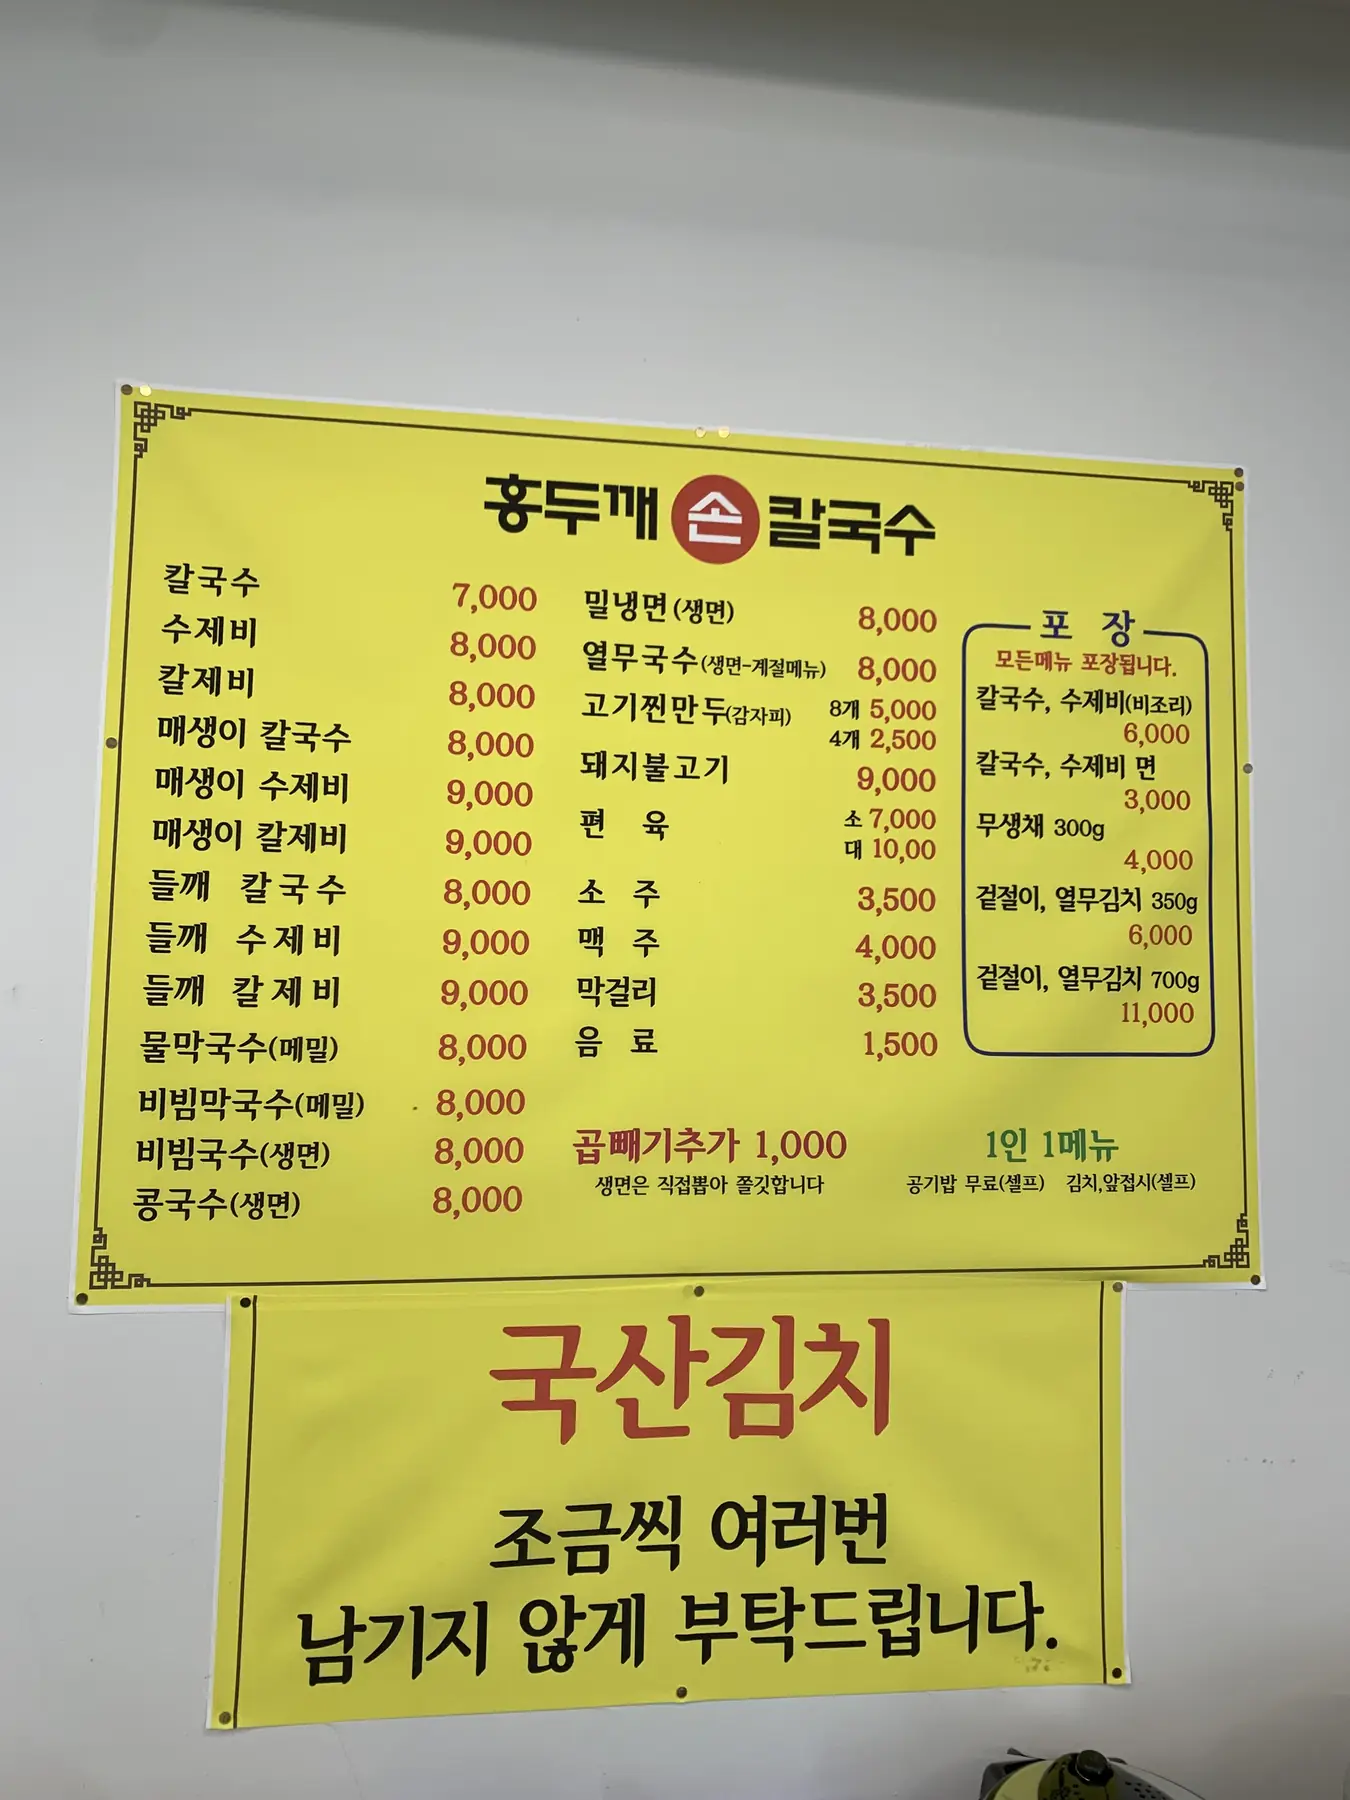 홍두깨 손 칼국수
칼국수 7,000
수제비 8,000
칼제비 8,000
매생이 칼국수 8,000
매생이 수제비 9,000
매생이 칼제비 9,000
들깨 칼국수 8,000
들깨 수제비 9,000
들깨 칼제비 9,000
물막국수(메밀) 8,000
비빔막국수(메밀) 8,000
비빔국수(생면) 8,000
콩국수(생면) 8,000
밀냉면(생면) 8,000
열무국수(생면-계절메뉴) 8,000
고기찐만두(감자피) 8개 5,000
4개 2,500
돼지불고기 9,000
편 육 소 7,000
대 10,00
소 주 3,500
맥 주 4,000
막걸리 3,500
음 료 1,500
곱빼기추가 1,000
생면은 직접뽑아 쫄깃합니다
포 장
모든메뉴 포장됩니다.
칼국수, 수제비(비조리)
6,000
칼국수, 수제비 면
3,000
무생채 300g
4,000
겉절이, 열무김치 350g
6,000
겉절이, 열무김치 700g
11,000
1인 1메뉴
공기밥 무료(셀프) 김치,앞접시(셀프)
국산김치
조금씩 여러번
남기지 않게 부탁드립니다.